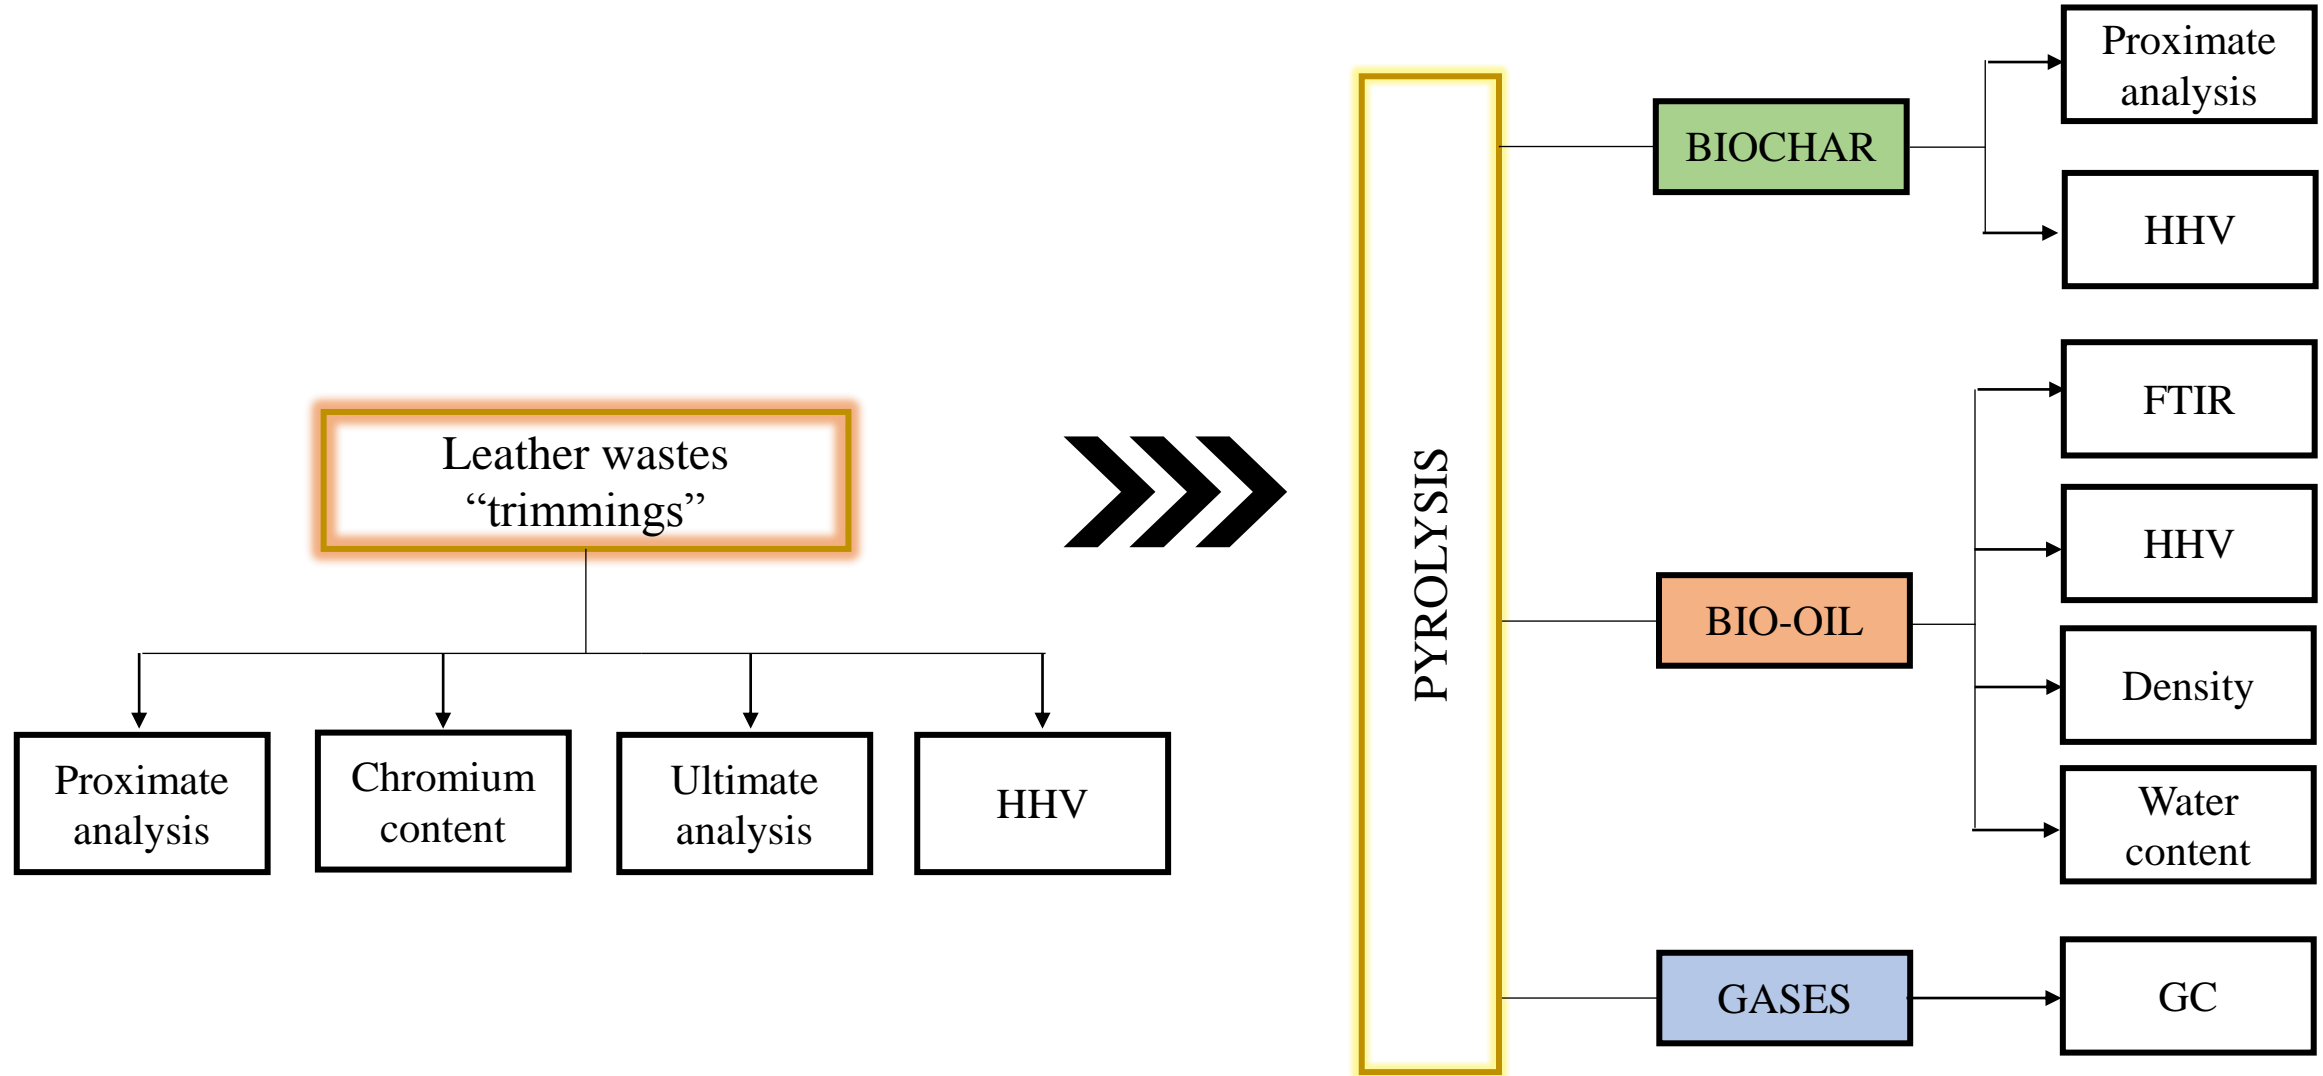 Leather wastes
“trimmings”
Proximate
analysis
Chromium
content
Ultimate
analysis
HHV
PYROLYSIS
BIOCHAR
Proximate
analysis
HHV
BIO-OIL
FTIR
HHV
Density
Water
content
GASES
GC